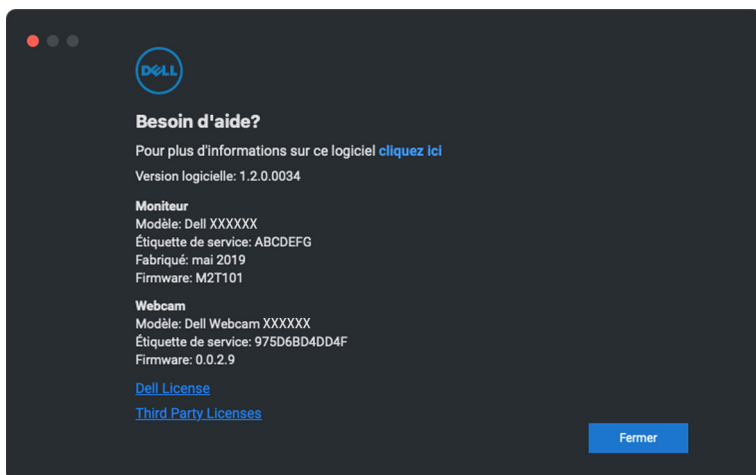 DELL
Besoin d'aide?
Pour plus d'informations sur ce logiciel cliquez ici
Version logicielle: 1.2.0.0034
Moniteur
Modèle: Dell XXXXXX
Étiquette de service: ABCDEFG
Fabriqué: mai 2019
Firmware: M2T101
Webcam
Modèle: Dell Webcam XXXXXX
Étiquette de service: 975D6BD4DD4F
Firmware: 0.0.2.9
Dell License
Third Party Licenses
Fermer